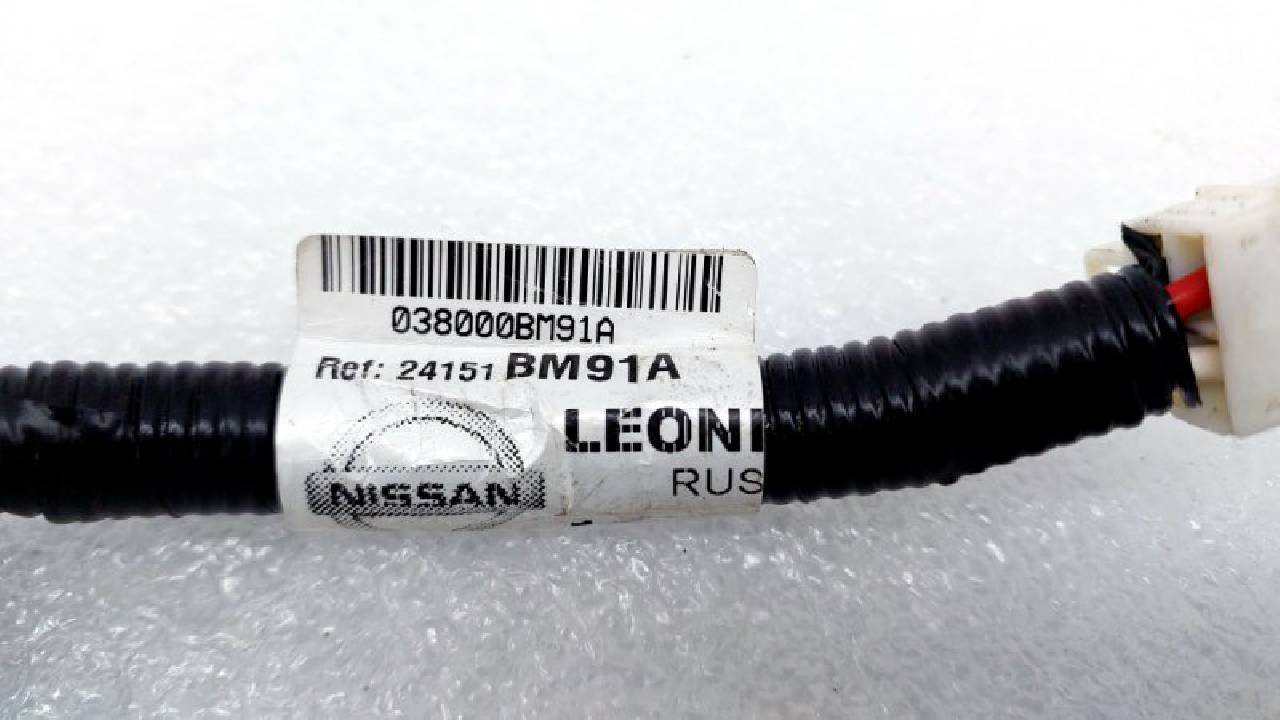 038000BM91A
Ref: 24151 BM91A
LEONI
RUS
NISSAN